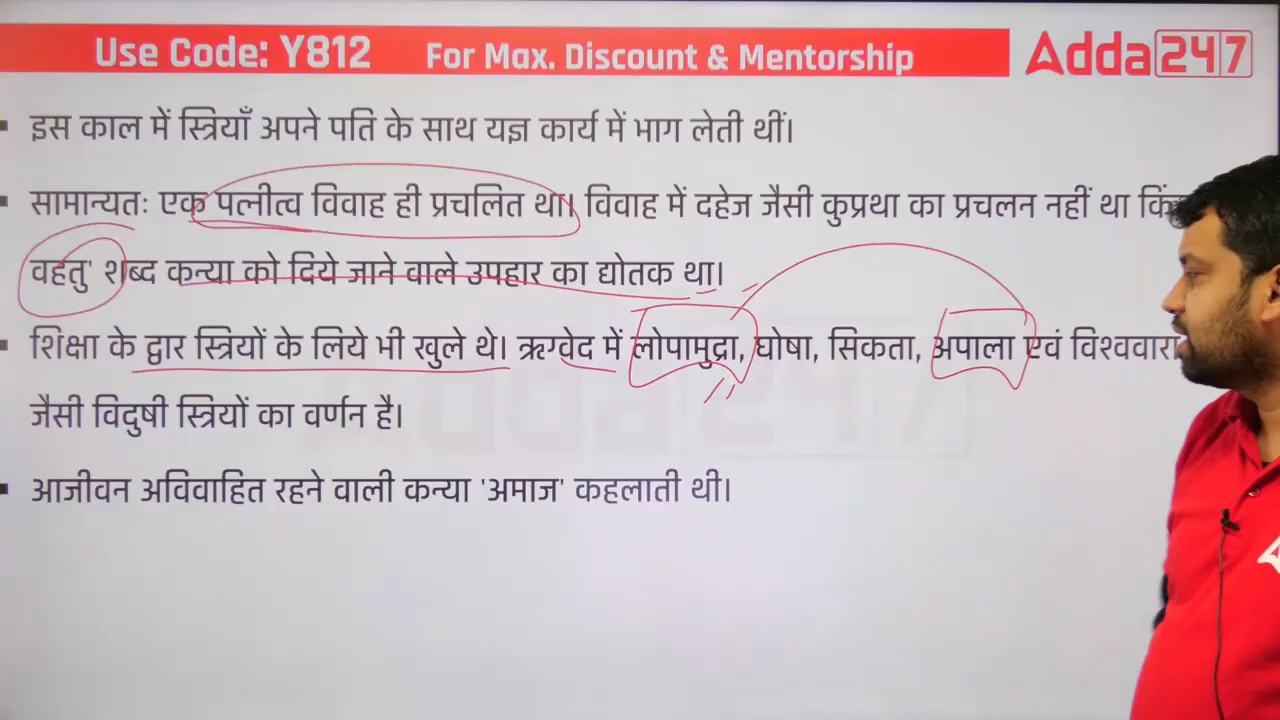 Use Code: Y812 For Max. Discount & Mentorship Adda247
इस काल में स्त्रियाँ अपने पति के साथ यज्ञ कार्य में भाग लेती थीं।
सामान्यतः एक पत्नीत्व विवाह ही प्रचलित था। विवाह में दहेज जैसी कुप्रथा का प्रचलन नहीं था
वहतु' शब्द कन्या को दिये जाने वाले उपहार का द्योतक था।
शिक्षा के द्वार स्त्रियों के लिये भी खुले थे। ऋग्वेद में लोपामुद्रा, घोषा, सिकता, अपाला एवं विश्ववारा
जैसी विदुषी स्त्रियों का वर्णन है।
आजीवन अविवाहित रहने वाली कन्या 'अमाज' कहलाती थी।